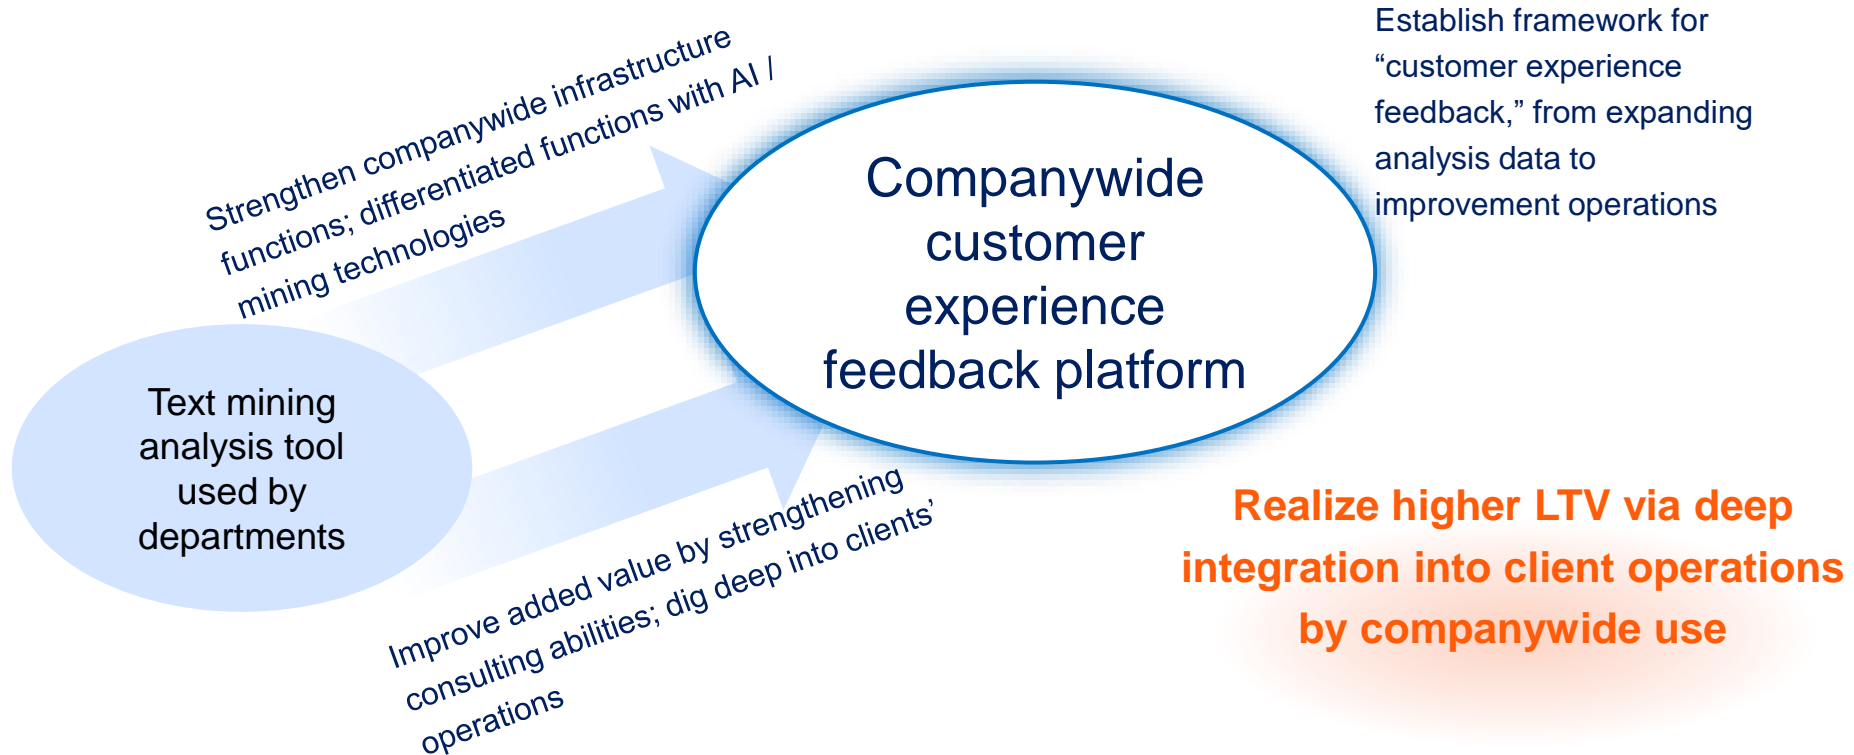 Strengthen companywide infrastructure
functions; differentiated functions with AI /
mining technologies
Establish framework for
“customer experience
feedback,” from expanding
analysis data to
improvement operations
Companywide
customer
experience
feedback platform
Text mining
analysis tool
used by
departments
Improve added value by strengthening
consulting abilities; dig deep into clients’
operations
Realize higher LTV via deep
integration into client operations
by companywide use